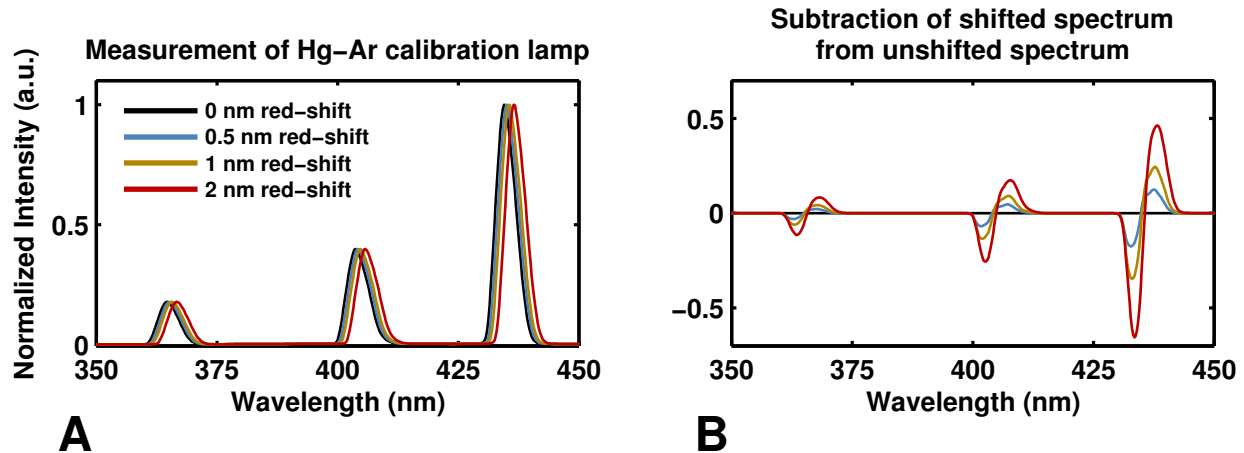 Measurement of Hg−Ar calibration lamp
Normalized Intensity (a.u.)
1
0.5
0
0 nm red−shift
0.5 nm red−shift
1 nm red−shift
2 nm red−shift
350 375 400 425 450
Wavelength (nm)
A
Subtraction of shifted spectrum
from unshifted spectrum
0.5
0
−0.5
350 375 400 425 450
Wavelength (nm)
B